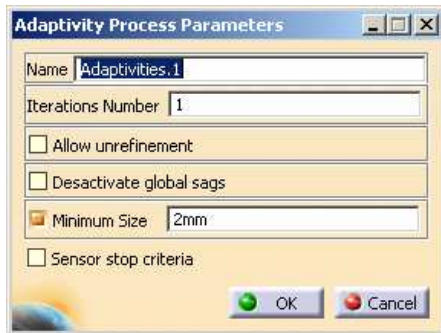 Adaptivity Process Parameters
Name Adaptivities.1
Iterations Number 1
Allow unrefinement
Desactivate global sags
Minimum Size 2mm
Sensor stop criteria
OK Cancel